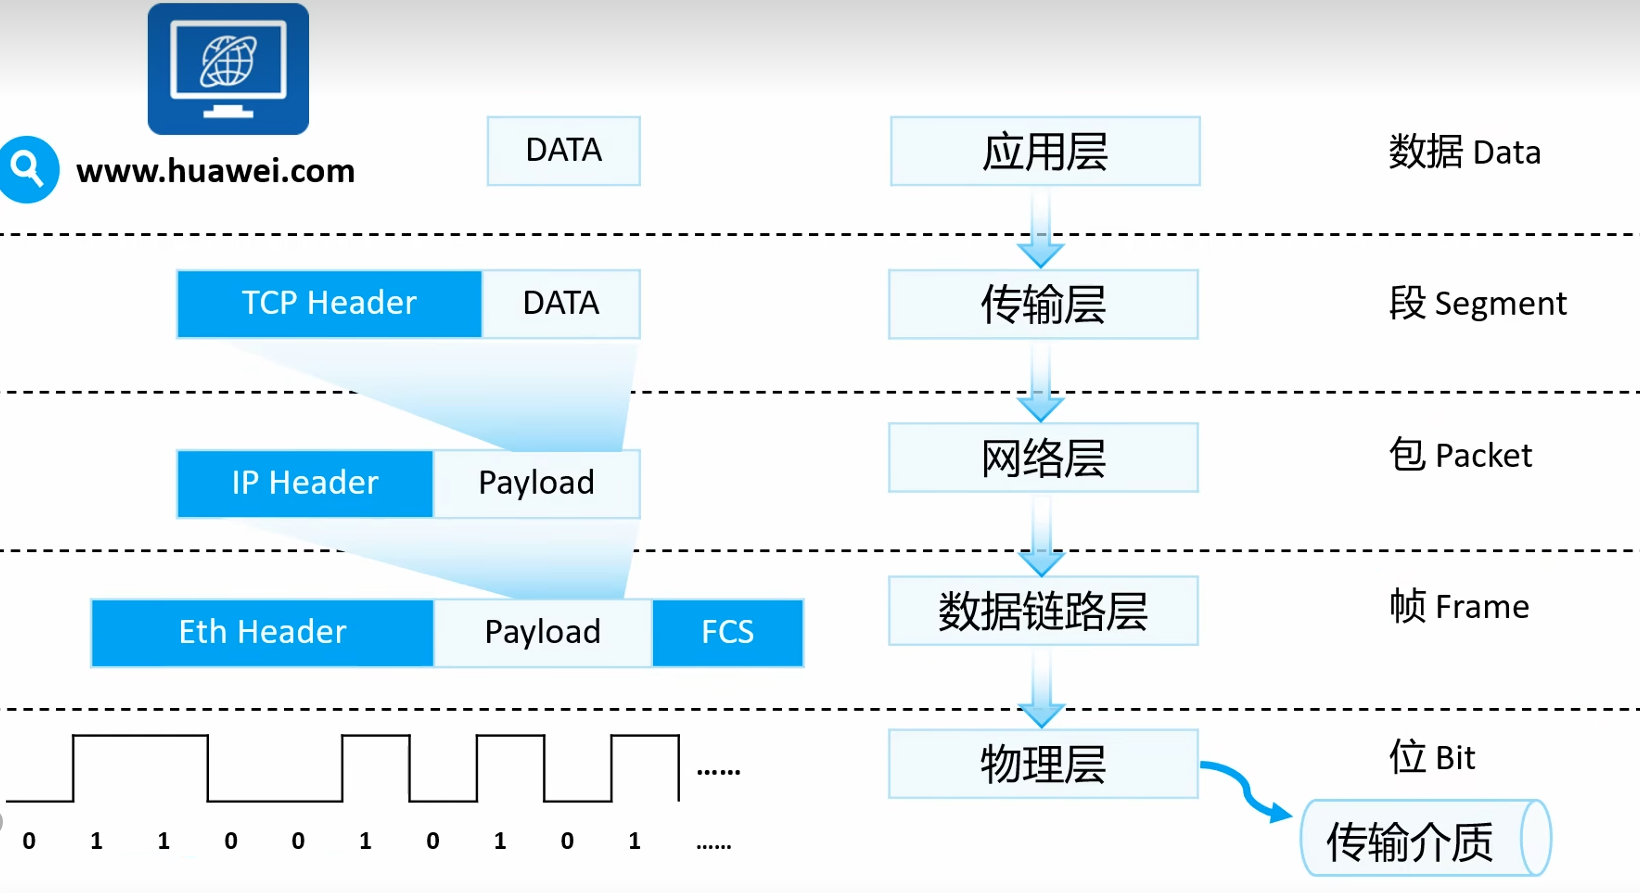 www.huawei.com
DATA
应用层
数据 Data
TCP Header
DATA
传输层
段 Segment
IP Header
Payload
网络层
包 Packet
Eth Header
Payload
FCS
数据链路层
帧 Frame
......
物理层
位 Bit
0 1 1 0 0 1 0 1 0 1 ......
传输介质